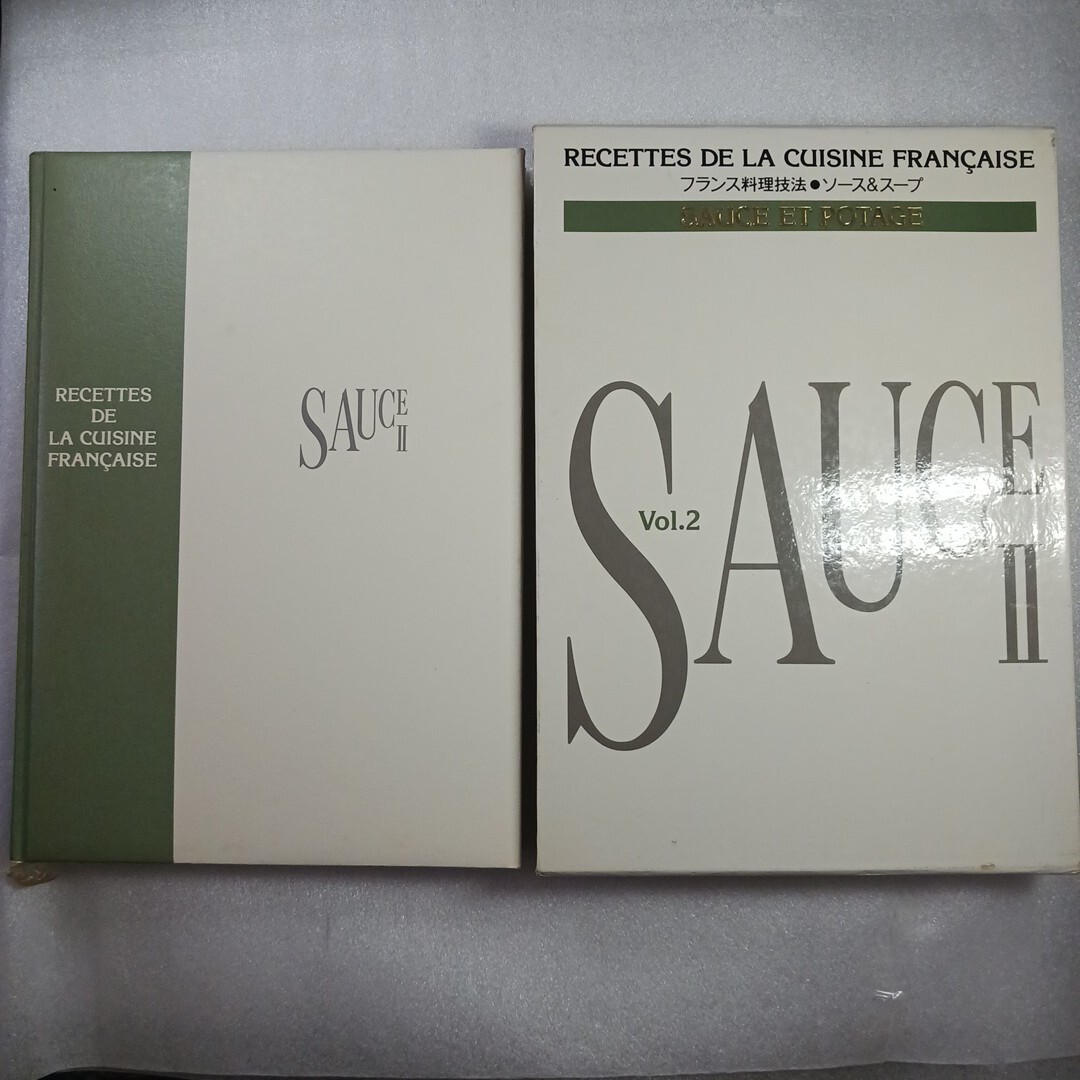 RECETTES
DE
LA CUISINE
FRANÇAISE
SAUCE
II
RECETTES DE LA CUISINE FRANÇAISE
フランス料理技法●ソース&スープ
SAUCE ET POTAGE
SAUCE
Vol.2
II